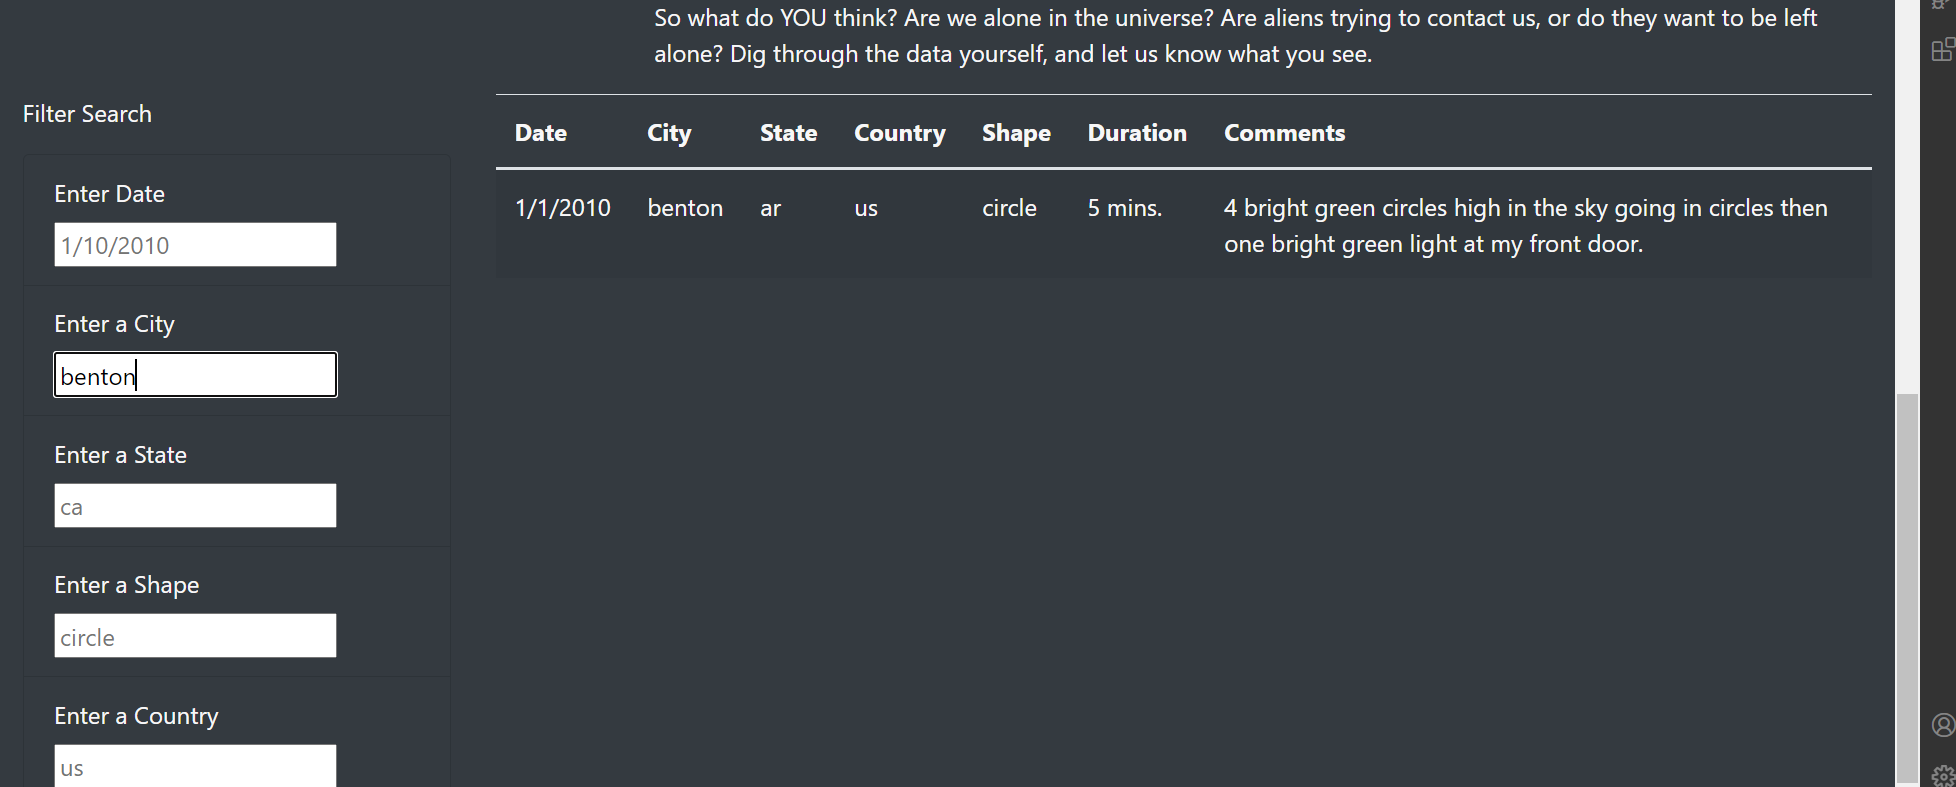 So what do YOU think? Are we alone in the universe? Are aliens trying to contact us, or do they want to be left
alone? Dig through the data yourself, and let us know what you see.
Filter Search
Enter Date
1/10/2010
Enter a City
benton
Enter a State
ca
Enter a Shape
circle
Enter a Country
us
Date City State Country Shape Duration Comments
1/1/2010 benton ar us circle 5 mins. 4 bright green circles high in the sky going in circles then
one bright green light at my front door.